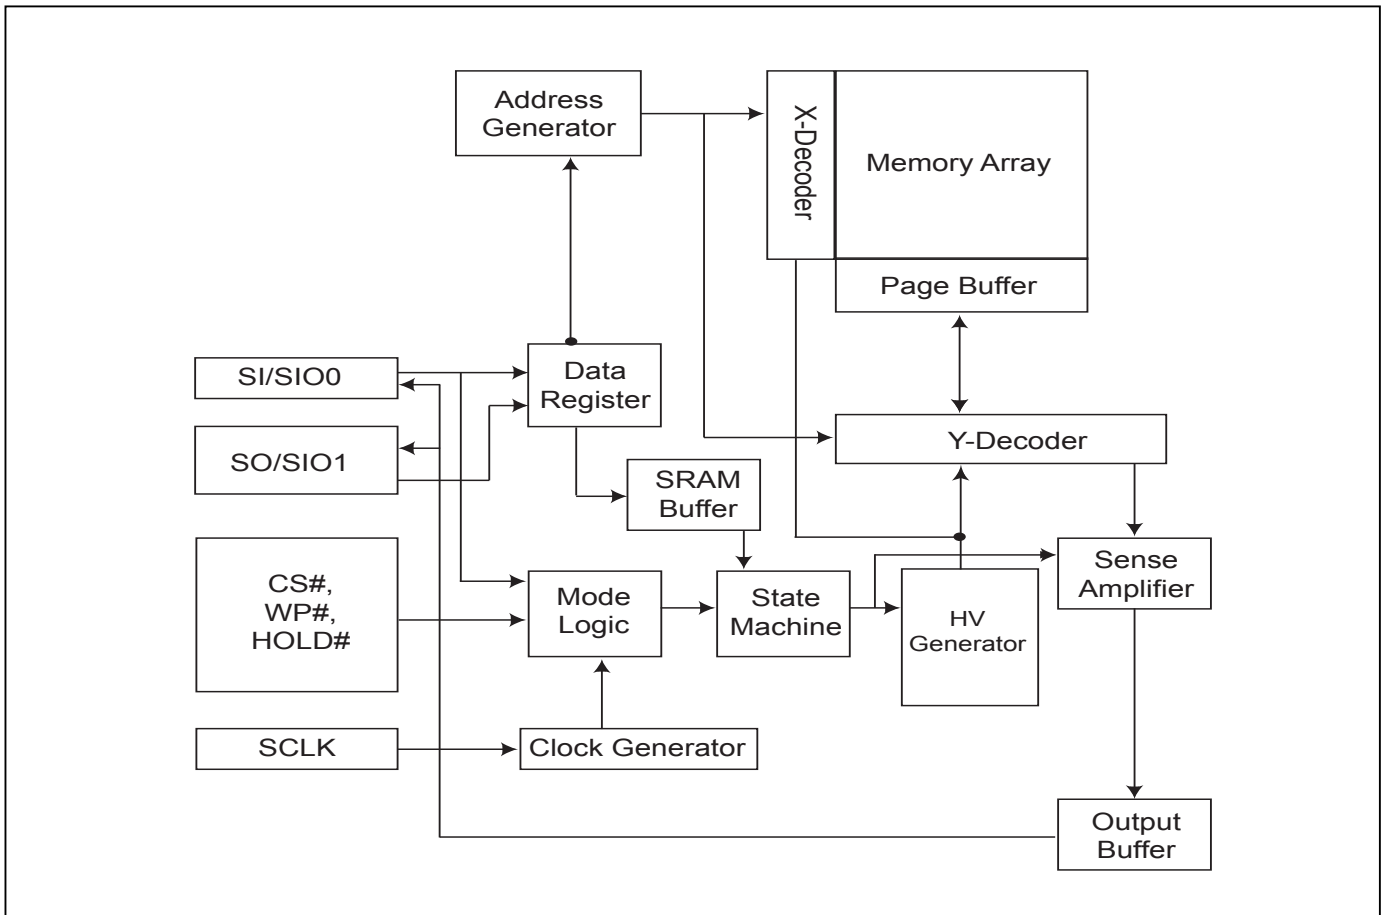 Address
Generator
X-Decoder
Memory Array
Page Buffer
SI/SIO0
Data
Register
SO/SIO1
Y-Decoder
SRAM
Buffer
CS#,
WP#,
HOLD#
Mode
Logic
State
Machine
HV
Generator
Sense
Amplifier
SCLK
Clock Generator
Output
Buffer